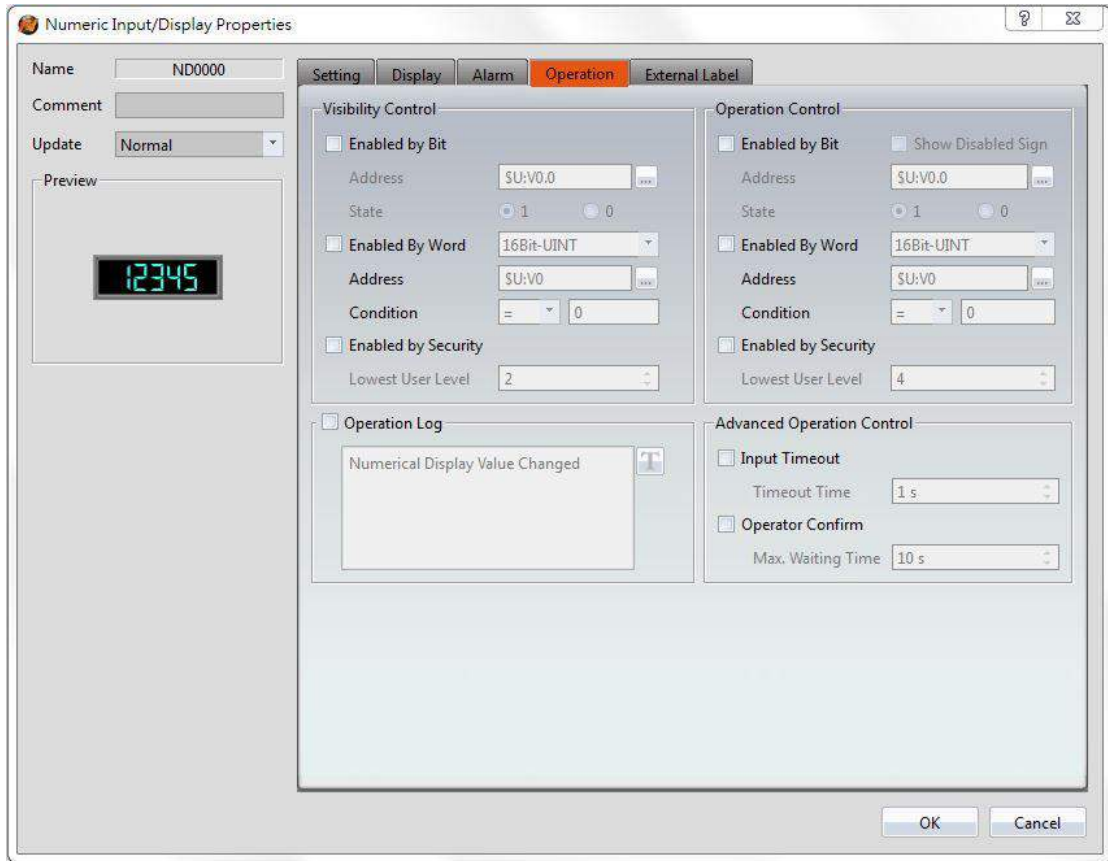 Numeric Input/Display Properties
Name ND0000
Comment
Update Normal
Preview
12345
Setting Display Alarm Operation External Label
Visibility Control
Enabled by Bit
Address $U:V0.0 ...
State 1 0
Enabled By Word 16Bit-UINT
Address $U:V0 ...
Condition = 0
Enabled by Security
Lowest User Level 2
Operation Control
Enabled by Bit Show Disabled Sign
Address $U:V0.0 ...
State 1 0
Enabled By Word 16Bit-UINT
Address $U:V0 ...
Condition = 0
Enabled by Security
Lowest User Level 4
Operation Log
Numerical Display Value Changed T
Advanced Operation Control
Input Timeout
Timeout Time 1 s
Operator Confirm
Max. Waiting Time 10 s
OK Cancel